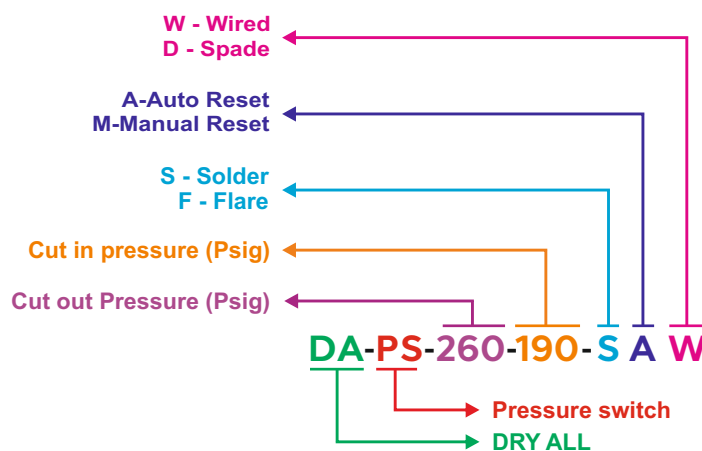 W - Wired
D - Spade
A-Auto Reset
M-Manual Reset
S - Solder
F - Flare
Cut in pressure (Psig)
Cut out Pressure (Psig)
DA-PS-260-190-S A W
Pressure switch
DRY ALL